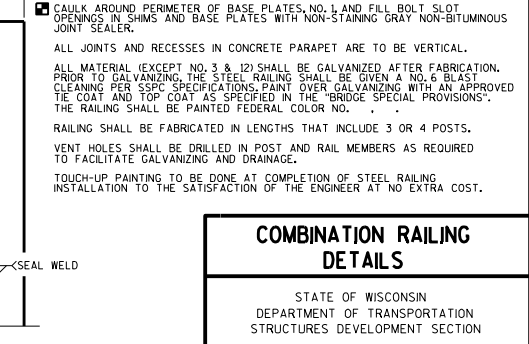 CAULK AROUND PERIMETER OF BASE PLATES, NO. 1, AND FILL BOLT SLOT
OPENINGS IN SHIMS AND BASE PLATES WITH NON-STAINING GRAY NON-BITUMINOUS
JOINT SEALER.
ALL JOINTS AND RECESSES IN CONCRETE PARAPET ARE TO BE VERTICAL.
ALL MATERIAL (EXCEPT NO. 3 & 12) SHALL BE GALVANIZED AFTER FABRICATION.
PRIOR TO GALVANIZING, THE STEEL RAILING SHALL BE GIVEN A NO. 6 BLAST
CLEANING PER SSPC SPECIFICATIONS. PAINT OVER GALVANIZING WITH AN APPROVED
TIE COAT AND TOP COAT AS SPECIFIED IN THE "BRIDGE SPECIAL PROVISIONS".
THE RAILING SHALL BE PAINTED FEDERAL COLOR NO. , .
RAILING SHALL BE FABRICATED IN LENGTHS THAT INCLUDE 3 OR 4 POSTS.
VENT HOLES SHALL BE DRILLED IN POST AND RAIL MEMBERS AS REQUIRED
TO FACILITATE GALVANIZING AND DRAINAGE.
TOUCH-UP PAINTING TO BE DONE AT COMPLETION OF STEEL RAILING
INSTALLATION TO THE SATISFACTION OF THE ENGINEER AT NO EXTRA COST.
SEAL WELD
COMBINATION RAILING
DETAILS
STATE OF WISCONSIN
DEPARTMENT OF TRANSPORTATION
STRUCTURES DEVELOPMENT SECTION